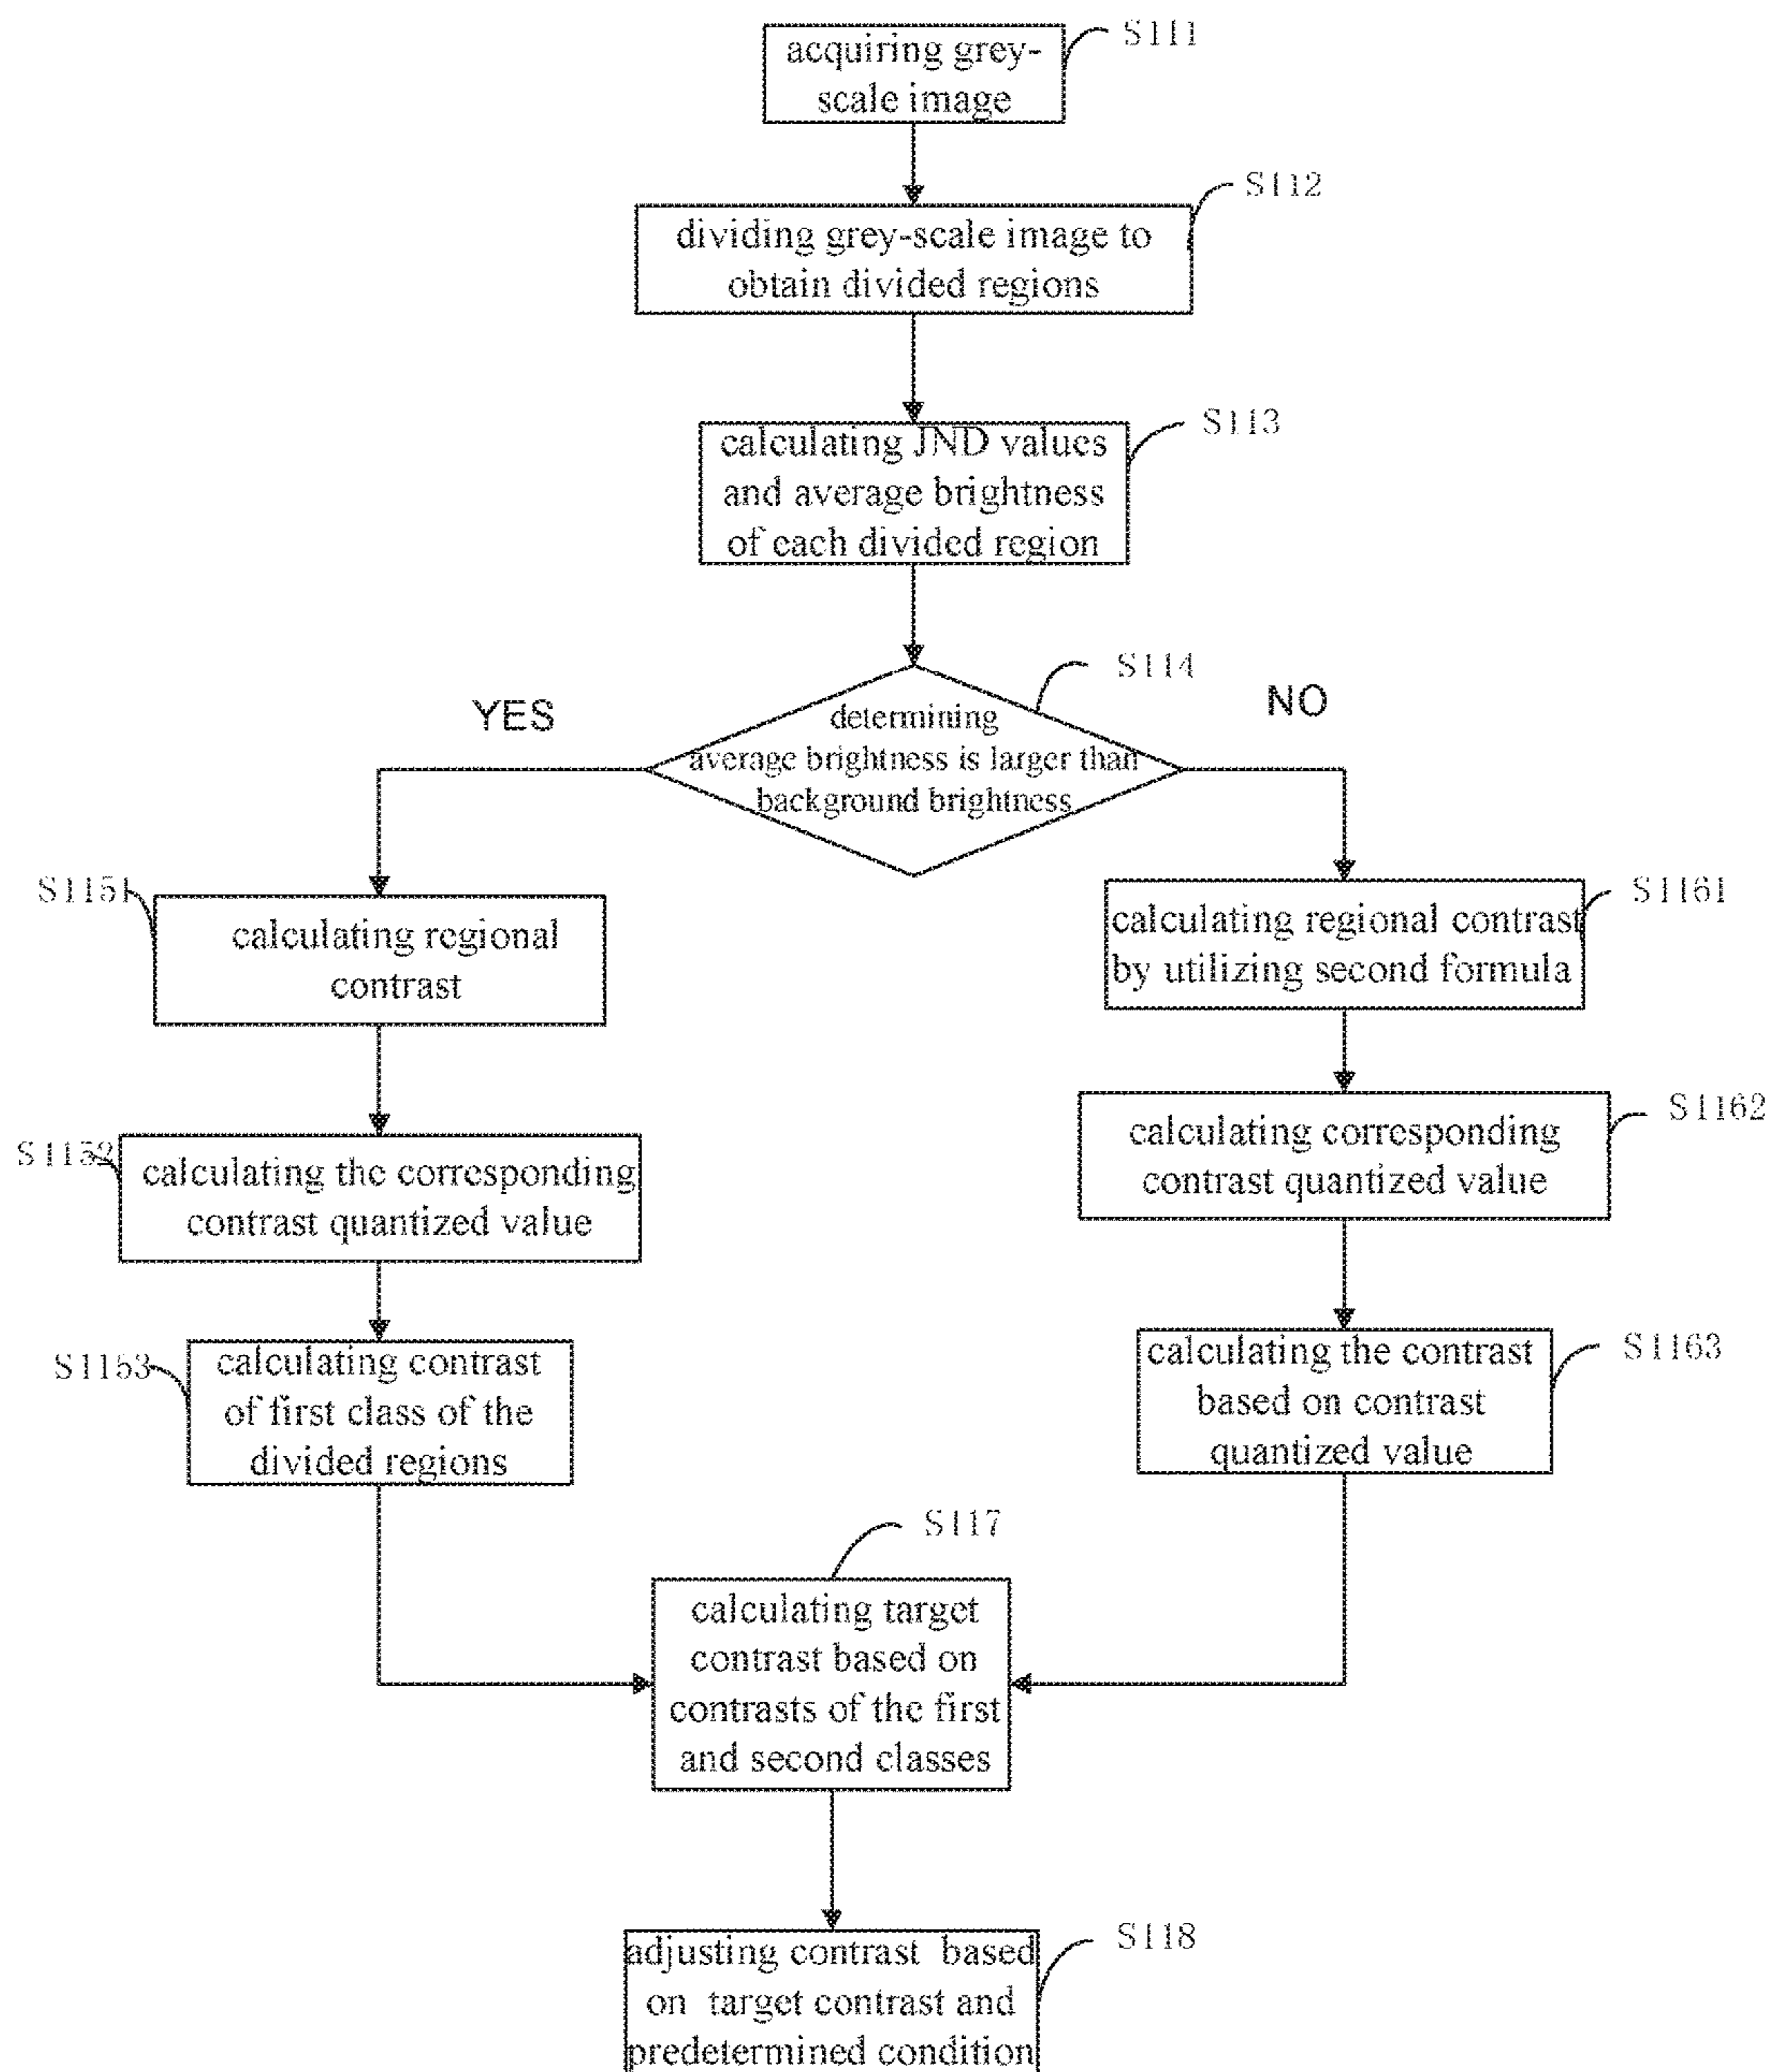 S111
acquiring grey-
scale image
S112
dividing grey-scale image to
obtain divided regions
S113
calculating JND values
and average brightness
of each divided region
S114
YES
NO
determining
average brightness is larger than
background brightness
S1151
calculating regional
contrast
S1161
calculating regional contrast
by utilizing second formula
S1152
calculating the corresponding
contrast quantized value
S1162
calculating corresponding
contrast quantized value
S1153
calculating contrast
of first class of the
divided regions
S1163
calculating the contrast
based on contrast
quantized value
S117
calculating target
contrast based on
contrasts of the first
and second classes
S118
adjusting contrast based
on target contrast and
predetermined condition